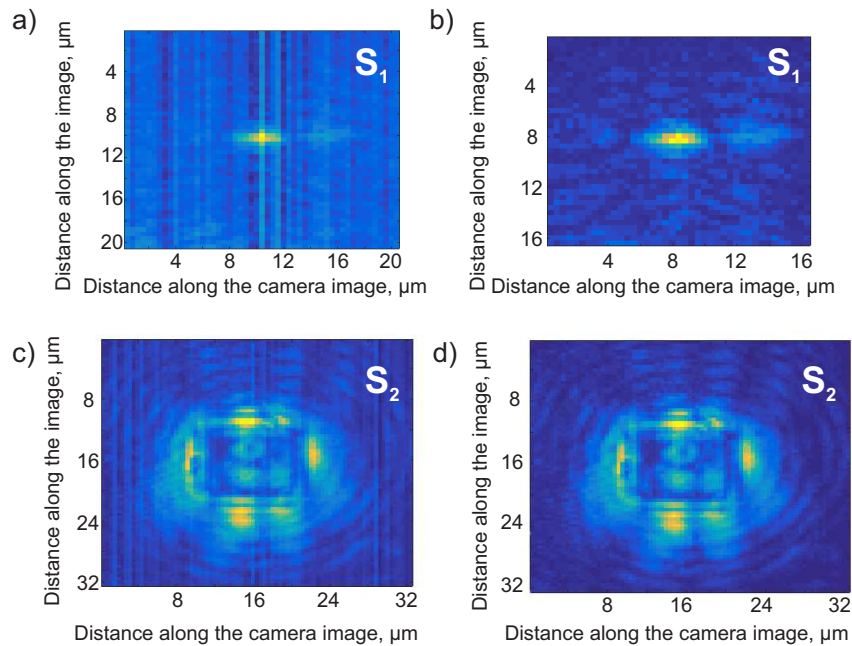 a)
S1
4
8
12
16
20
4 8 12 16 20
Distance along the image, µm
Distance along the camera image, µm
b)
S1
4
8
12
16
4 8 12 16
Distance along the image, µm
Distance along the camera image, µm
c)
S2
8
16
24
32
8 16 24 32
Distance along the image, µm
Distance along the camera image, µm
d)
S2
8
16
24
32
8 16 24 32
Distance along the image, µm
Distance along the camera image, µm